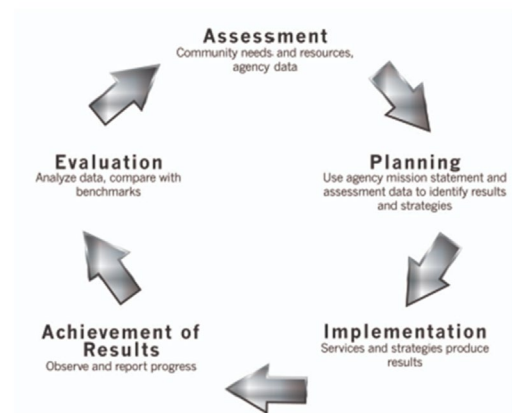 Assessment
Community needs and resources,
agency data
Planning
Use agency mission statement and
assessment data to identify results
and strategies
Implementation
Services and strategies produce
results
Achievement of
Results
Observe and report progress
Evaluation
Analyze data, compare with
benchmarks